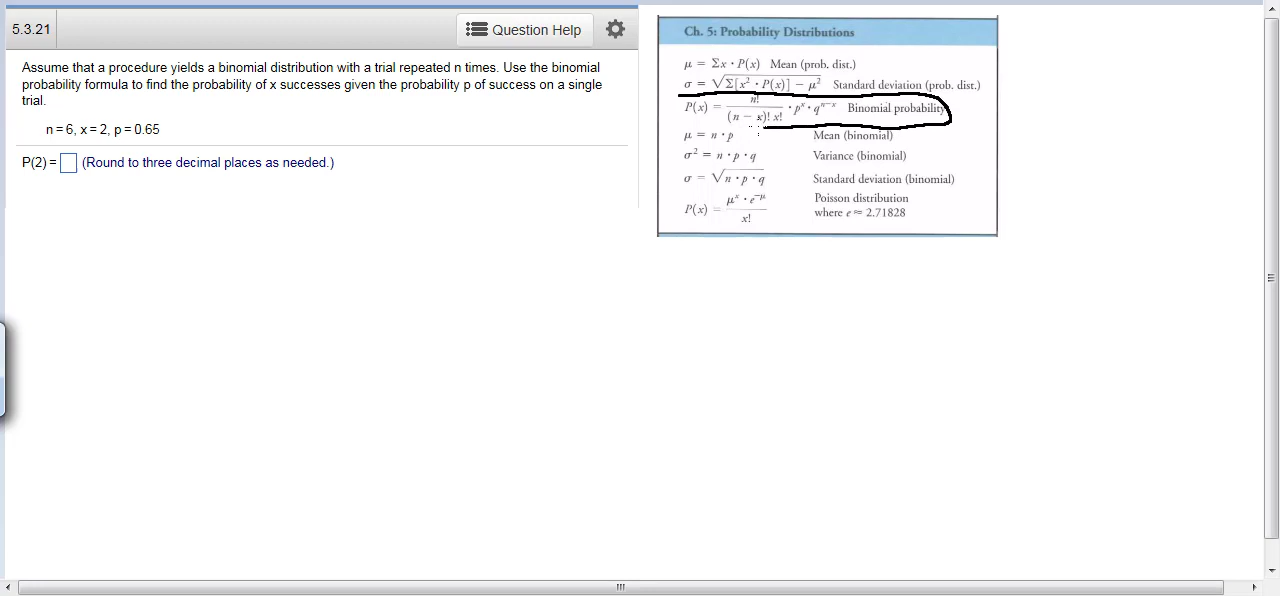 5.3.21
Question Help
Assume that a procedure yields a binomial distribution with a trial repeated n times. Use the binomial
probability formula to find the probability of x successes given the probability p of success on a single
trial.
n = 6, x = 2, p = 0.65
P(2) = (Round to three decimal places as needed.)
Ch. 5: Probability Distributions
μ = Σx · P(x) Mean (prob. dist.)
σ = √Σ[x² · P(x)] − μ² Standard deviation (prob. dist.)
P(x) = n! / (n − x)! x! · pˣ · qⁿ⁻ˣ Binomial probability
μ = n · p Mean (binomial)
σ² = n · p · q Variance (binomial)
σ = √n · p · q Standard deviation (binomial)
P(x) = μˣ · e⁻μ / x! Poisson distribution
where e ≈ 2.71828